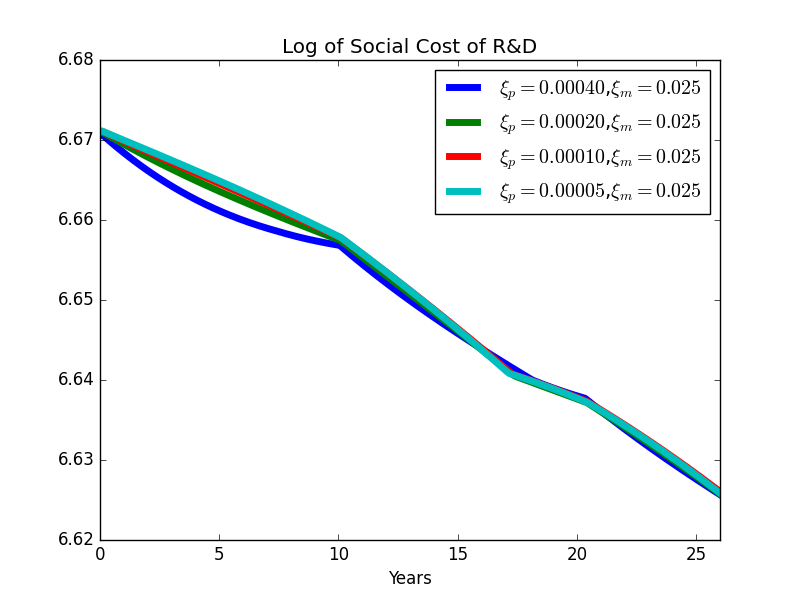 Log of Social Cost of R&D
6.68
6.67
6.66
6.65
6.64
6.63
6.62
ξₚ = 0.00040,ξₘ = 0.025
ξₚ = 0.00020,ξₘ = 0.025
ξₚ = 0.00010,ξₘ = 0.025
ξₚ = 0.00005,ξₘ = 0.025
0 5 10 15 20 25
Years